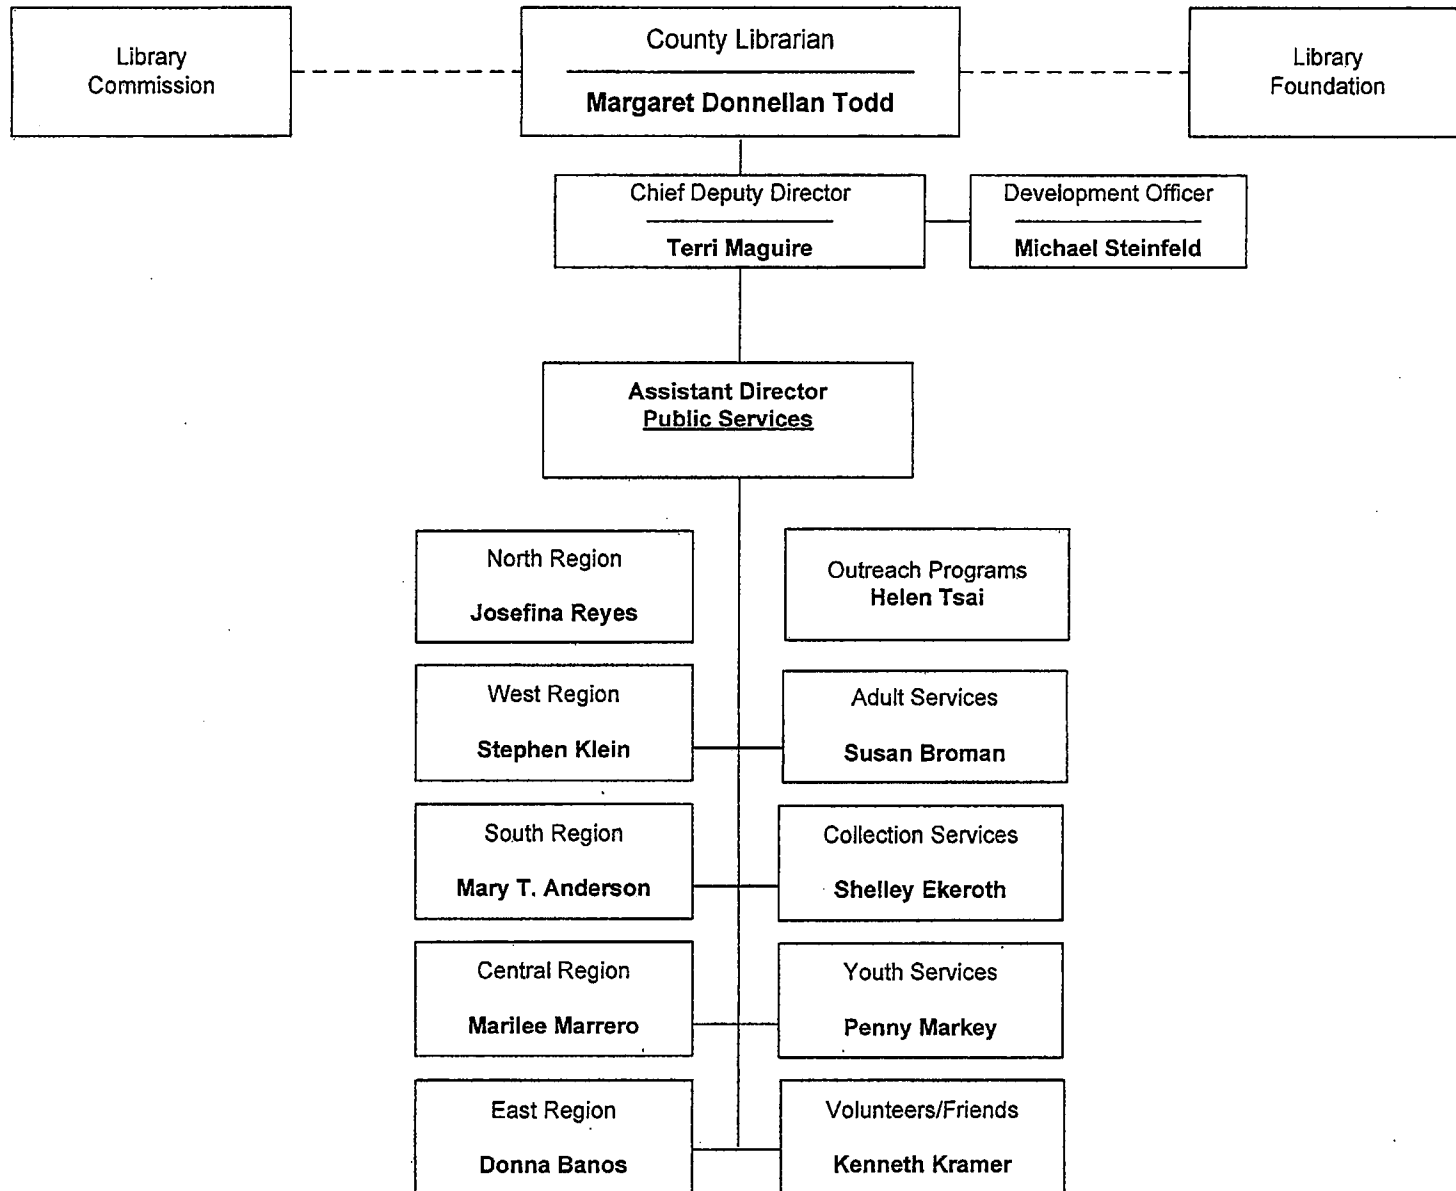 Library
Commission
County Librarian
Margaret Donnellan Todd
Library
Foundation
Chief Deputy Director
Terri Maguire
Development Officer
Michael Steinfeld
Assistant Director
Public Services
North Region
Josefina Reyes
Outreach Programs
Helen Tsai
West Region
Stephen Klein
Adult Services
Susan Broman
South Region
Mary T. Anderson
Collection Services
Shelley Ekeroth
Central Region
Marilee Marrero
Youth Services
Penny Markey
East Region
Donna Banos
Volunteers/Friends
Kenneth Kramer